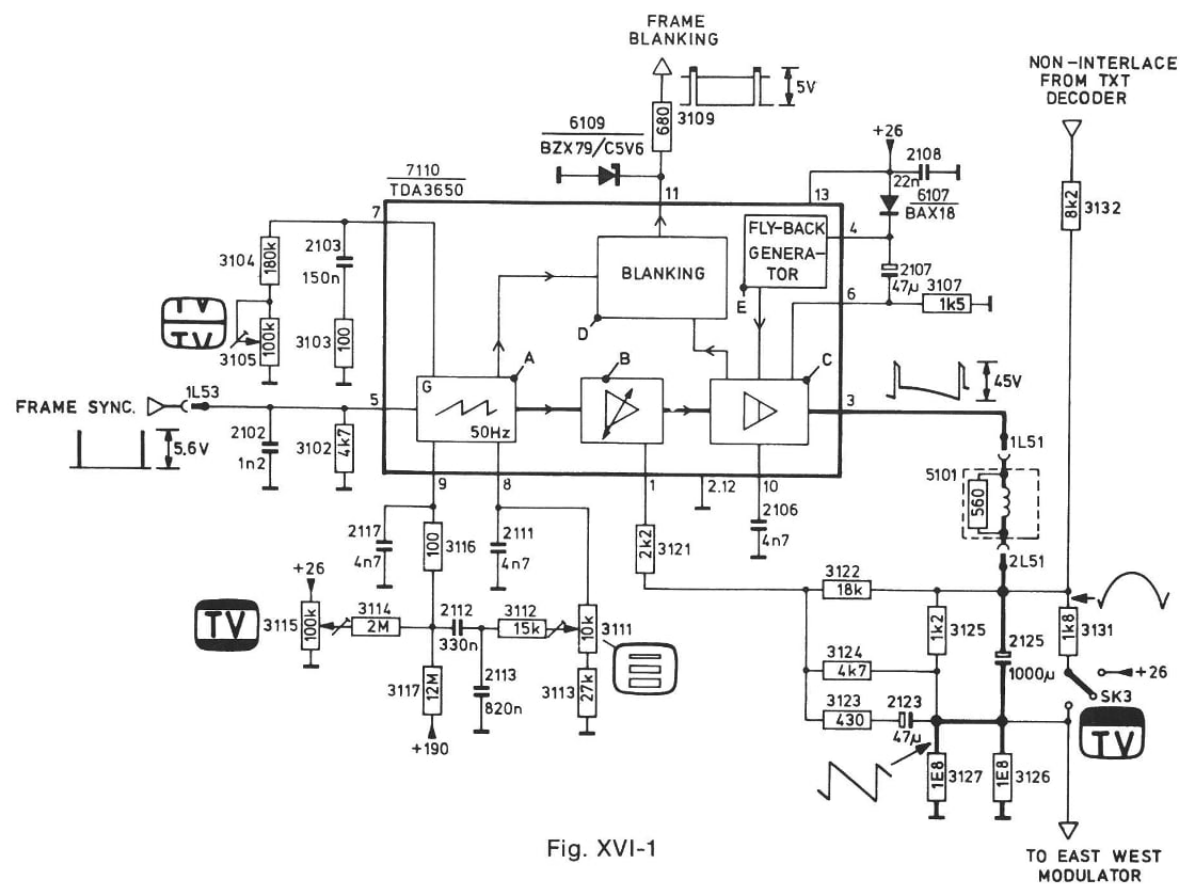 FRAME
BLANKING
NON-INTERLACE
FROM TXT
DECODER
5V
680
3109
6109
BZX79/C5V6
+26
2108
22n
7110
TDA3650
11
13
6107
BAX18
8k2
3132
7
4
FLY-BACK
GENERA-
TOR
3104
180k
2103
150n
BLANKING
2107
47μ
3107
1k5
6
E
D
TV
TV
3105
100k
3103
100
A
B
C
G
50Hz
45V
FRAME SYNC.
1L53
5
3
5,6V
2102
1n2
3102
4k7
1L51
5101
560
9
8
1
2.12
10
2106
4n7
2117
4n7
100
3116
2111
4n7
2k2
3121
2L51
+26
3122
18k
TV
3115
100k
3114
2M
2112
330n
3112
15k
10k
3111
1k2
3125
2125
1000μ
1k8
3131
3124
4k7
+26
3117
12M
2113
820n
3113
27k
3123
430
2123
47μ
SK3
TV
+190
1E8
3127
1E8
3126
Fig. XVI-1
TO EAST WEST
MODULATOR